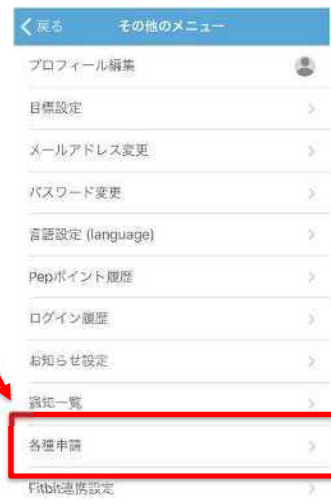 戻る
その他のメニュー
プロフィール編集
目標設定
メールアドレス変更
パスワード変更
言語設定 (language)
Pepポイント履歴
ログイン履歴
お知らせ設定
通知一覧
各種申請
Fitbit連携設定